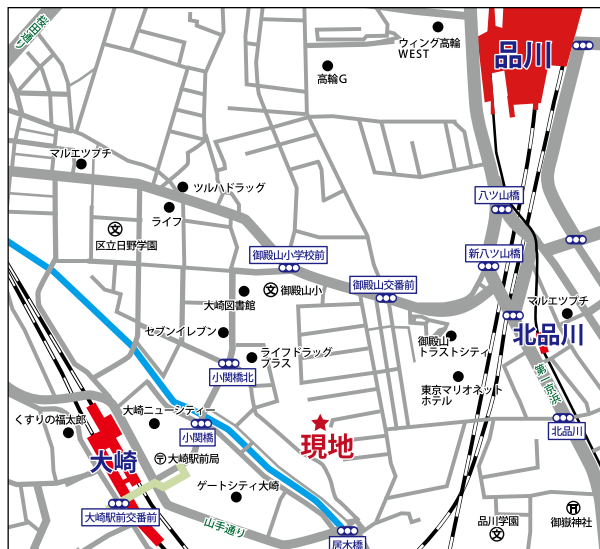 桜田通り
ウィング高輪
WEST
品川
高輪G
マルエツプチ
ツルハドラッグ
ライフ
八ツ山橋
区立日野学園
御殿山小学校前
新八ツ山橋
御殿山小
御殿山交番前
大崎図書館
マルエツプチ
セブンイレブン
御殿山
トラストシティ
北品川
ライフドラッグ
プラス
小関橋北
第一京浜
東京マリオネット
ホテル
大崎ニューシティー
くすりの福太郎
小関橋
現地
北品川
大崎
大崎駅前局
ゲートシティ大崎
大崎駅前交番前
山手通り
居木橋
品川学園
御嶽神社
文
文
文